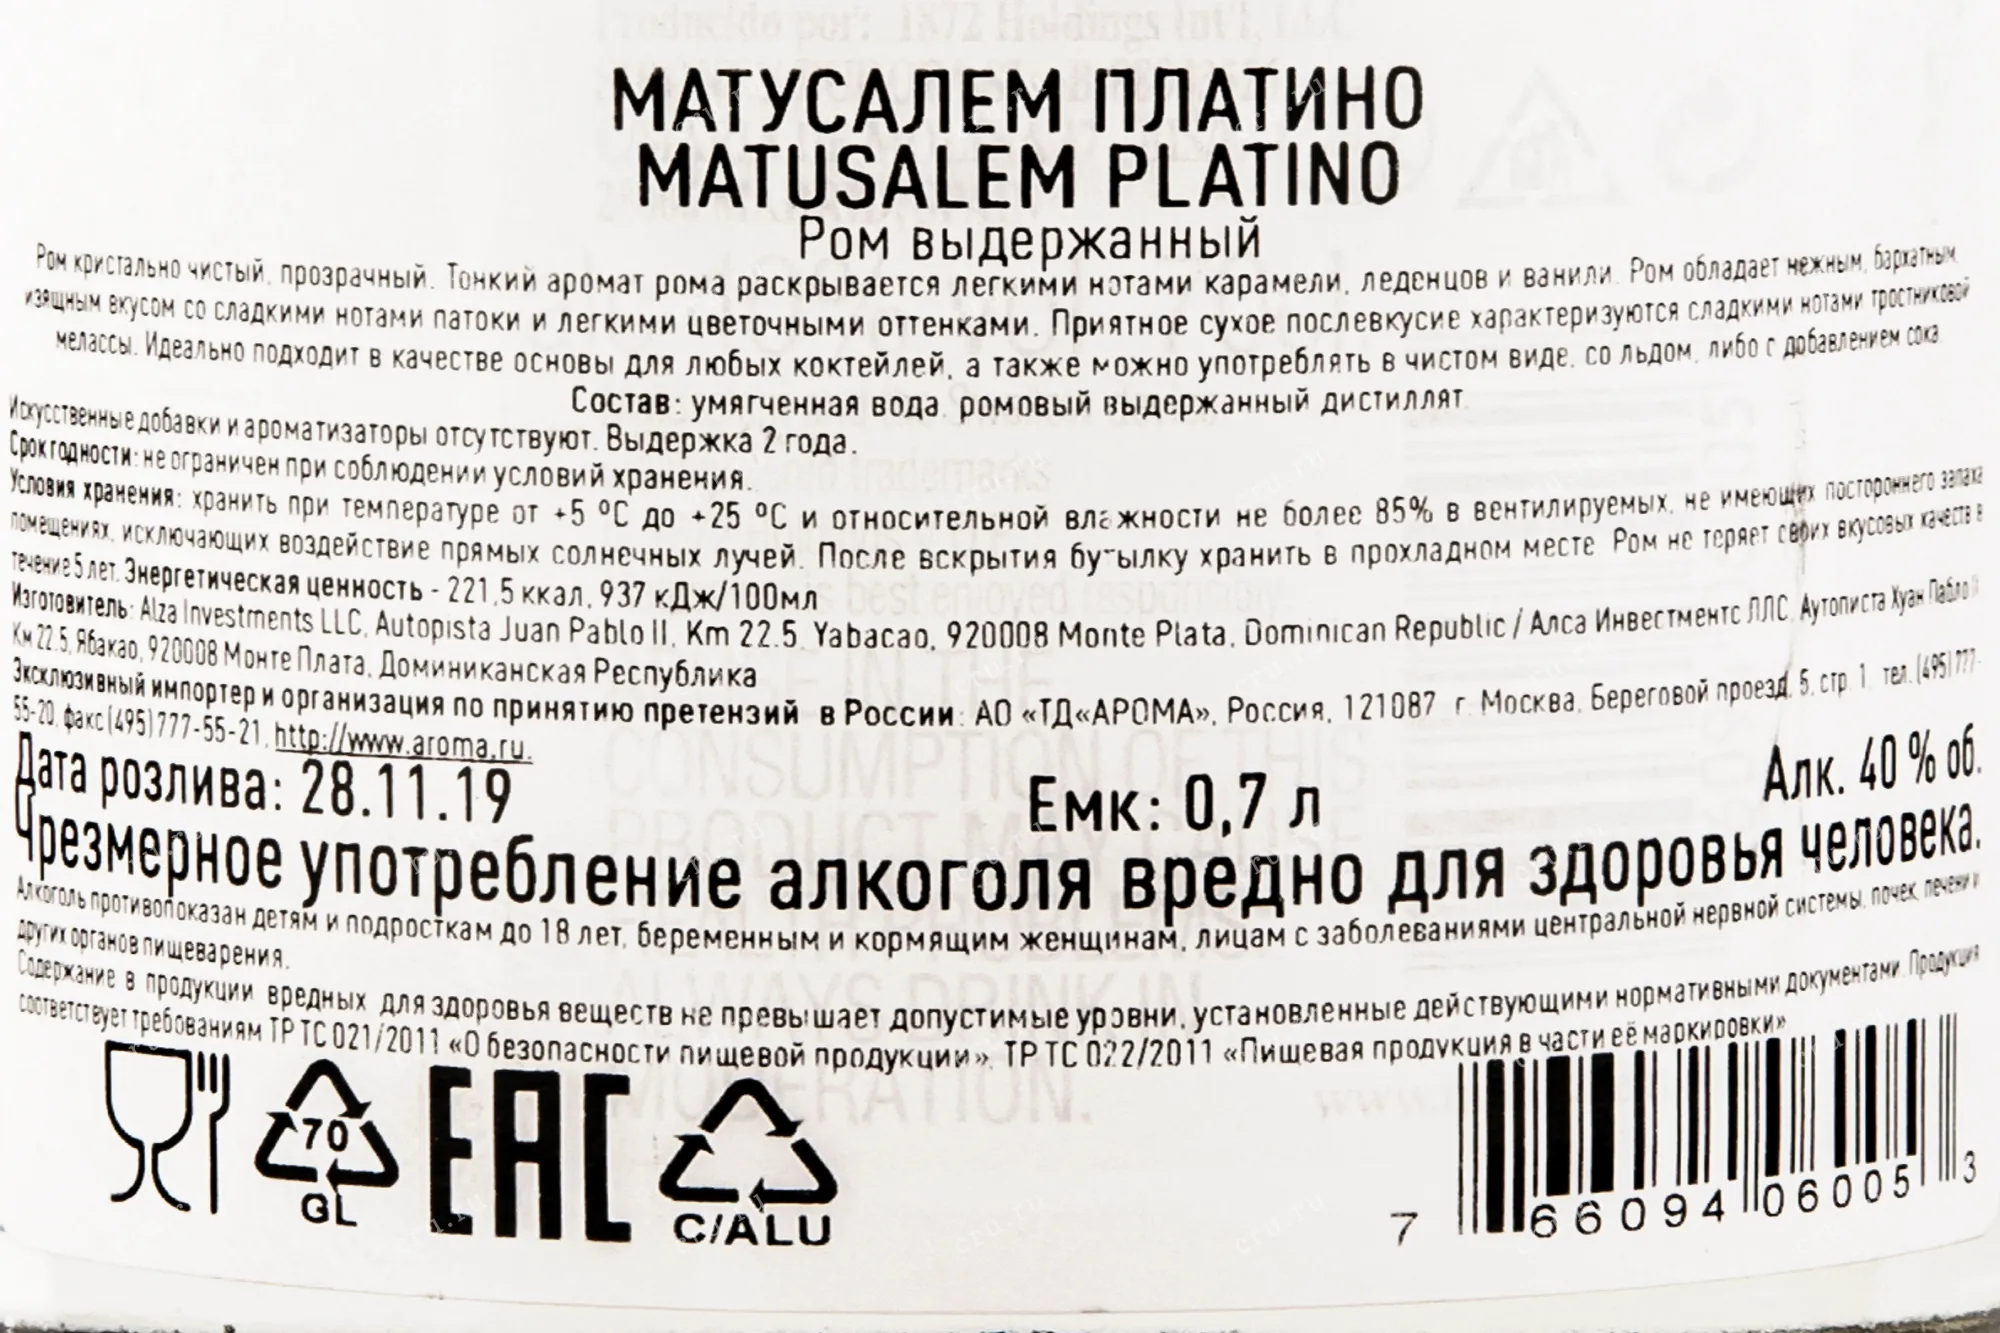 МАТУСАЛЕМ ПЛАТИНО
MATUSALEM PLATINO
Ром выдержанный
Ром кристально чистый, прозрачный. Тонкий аромат рома раскрывается легкими нотами карамели, леденцов и ванили. Ром обладает нежным, бархатным,
изящным вкусом со сладкими нотами патоки и легкими цветочными оттенками. Приятное сухое послевкусие характеризуются сладкими нотами тростниковой
мелассы. Идеально подходит в качестве основы для любых коктейлей, а также можно употреблять в чистом виде, со льдом, либо с добавлением сока.
Состав: умягченная вода, ромовый выдержанный дистиллят.
Искусственные добавки и ароматизаторы отсутствуют. Выдержка 2 года.
Срок годности: не ограничен при соблюдении условий хранения.
Условия хранения: хранить при температуре от +5 °C до +25 °C и относительной влажности не более 85% в вентилируемых, не имеющих постороннего запаха
помещениях, исключающих воздействие прямых солнечных лучей. После вскрытия бутылку хранить в прохладном месте. Ром не теряет своих вкусовых качеств в
течение 5 лет. Энергетическая ценность - 221,5 ккал, 937 кДж/100мл
Изготовитель: Alza Investments LLC, Autopista Juan Pablo II, Km 22.5, Yabacao, 920008 Monte Plata, Dominican Republic / Алса Инвестментс ЛЛС, Аутописта Хуан Пабло II
Км 22.5, Ябакао, 920008 Монте Плата, Доминиканская Республика
Эксклюзивный импортер и организация по принятию претензий в России: АО «ТД«АРОМА», Россия, 121087 г. Москва, Береговой проезд, 5, стр. 1, тел. (495) 777-
55-20, факс (495) 777-55-21, http://www.aroma.ru.
Дата розлива: 28.11.19 Емк: 0,7 л Алк. 40 % об.
Чрезмерное употребление алкоголя вредно для здоровья человека.
Алкоголь противопоказан детям и подросткам до 18 лет, беременным и кормящим женщинам, лицам с заболеваниями центральной нервной системы, почек, печени и
других органов пищеварения.
Содержание в продукции вредных для здоровья веществ не превышает допустимые уровни, установленные действующими нормативными документами. Продукция
соответствует требованиям ТР ТС 021/2011 «О безопасности пищевой продукции», ТР ТС 022/2011 «Пищевая продукция в части её маркировки»
70
GL
EAC
C/ALU
7 66094 06005 3